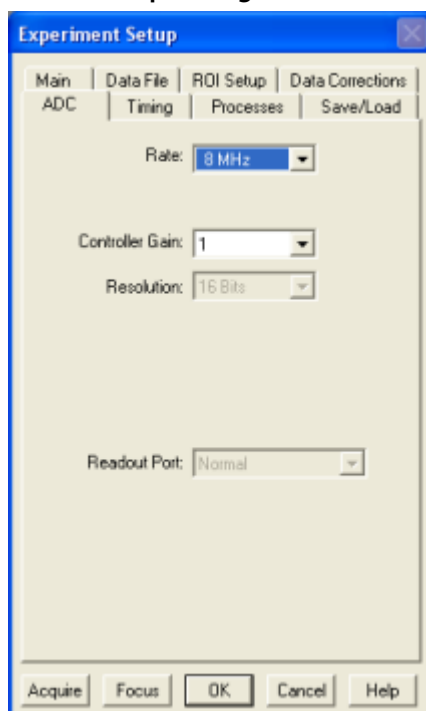 Experiment Setup
Main Data File ROI Setup Data Corrections
ADC Timing Processes Save/Load
Rate: 8 MHz
Controller Gain: 1
Resolution: 16 Bits
Readout Port: Normal
Acquire Focus OK Cancel Help